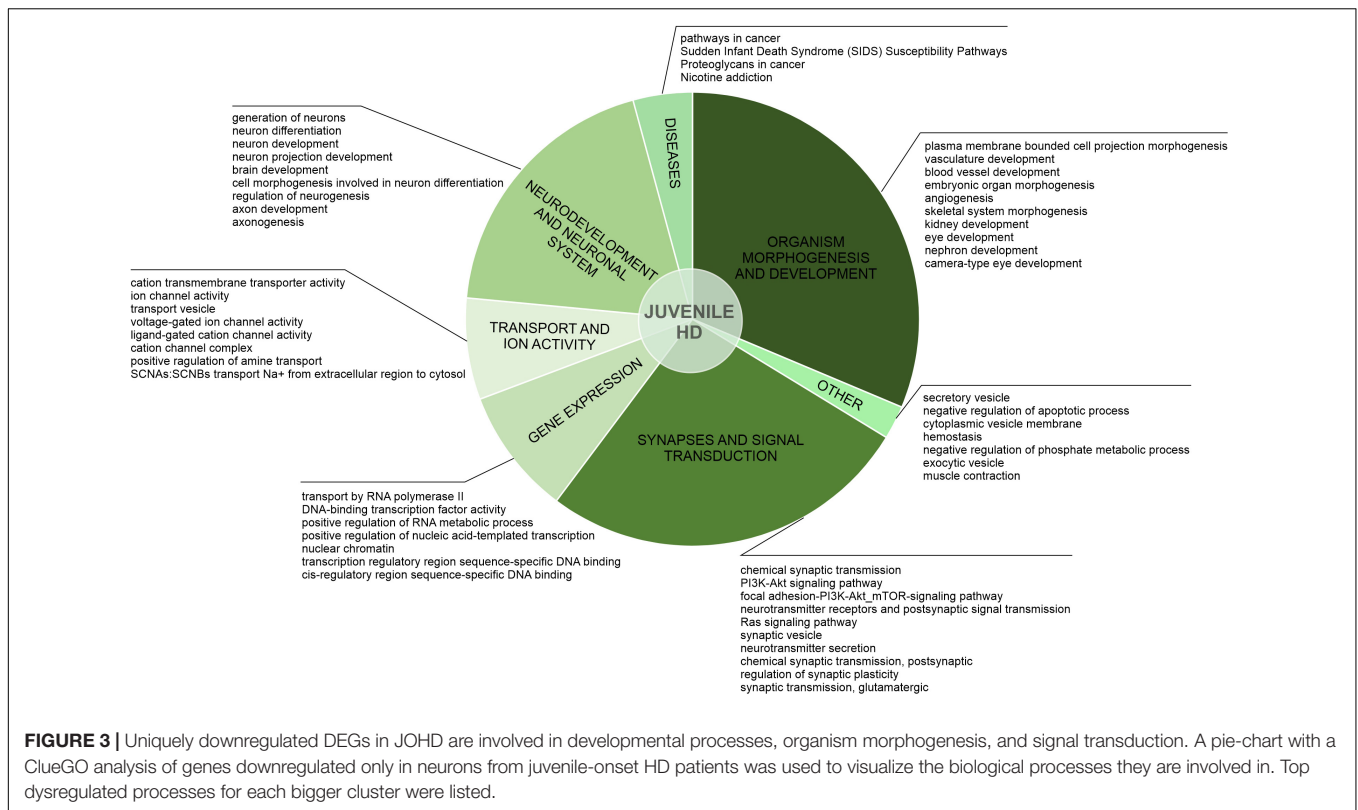 pathways in cancer
Sudden Infant Death Syndrome (SIDS) Susceptibility Pathways
Proteoglycans in cancer
Nicotine addiction
generation of neurons
neuron differentiation
neuron development
neuron projection development
brain development
cell morphogenesis involved in neuron differentiation
regulation of neurogenesis
axon development
axonogenesis
plasma membrane bounded cell projection morphogenesis
vasculature development
blood vessel development
embryonic organ morphogenesis
angiogenesis
skeletal system morphogenesis
kidney development
eye development
nephron development
camera-type eye development
DISEASES
NEURODEVELOPMENT
AND NEURONAL
SYSTEM
ORGANISM
MORPHOGENESIS
AND DEVELOPMENT
cation transmembrane transporter activity
ion channel activity
transport vesicle
voltage-gated ion channel activity
ligand-gated cation channel activity
cation channel complex
positive ragulation of amine transport
SCNAs:SCNBs transport Na+ from extracellular region to cytosol
TRANSPORT AND
ION ACTIVITY
JUVENILE
HD
GENE EXPRESSION
OTHER
SYNAPSES AND SIGNAL
TRANSDUCTION
secretory vesicle
negative regulation of apoptotic process
cytoplasmic vesicle membrane
hemostasis
negative regulation of phosphate metabolic process
exocytic vesicle
muscle contraction
transport by RNA polymerase II
DNA-binding transcription factor activity
positive regulation of RNA metabolic process
positive regulation of nucleic acid-templated transcription
nuclear chromatin
transcription regulatory region sequence-specific DNA binding
cis-regulatory region sequence-specific DNA binding
chemical synaptic transmission
PI3K-Akt signaling pathway
focal adhesion-PI3K-Akt_mTOR-signaling pathway
neurotransmitter receptors and postsynaptic signal transmission
Ras signaling pathway
synaptic vesicle
neurotransmitter secretion
chemical synaptic transmission, postsynaptic
regulation of synaptic plasticity
synaptic transmission, glutamatergic
FIGURE 3 | Uniquely downregulated DEGs in JOHD are involved in developmental processes, organism morphogenesis, and signal transduction. A pie-chart with a
ClueGO analysis of genes downregulated only in neurons from juvenile-onset HD patients was used to visualize the biological processes they are involved in. Top
dysregulated processes for each bigger cluster were listed.